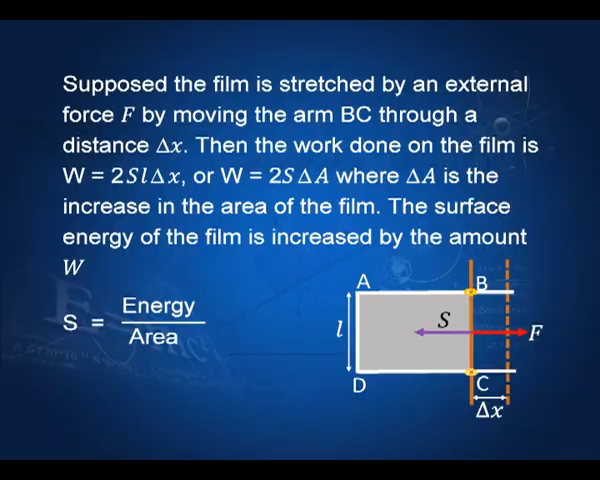 Supposed the film is stretched by an external
force F by moving the arm BC through a
distance Δx. Then the work done on the film is
W = 2SlΔx, or W = 2SΔA where ΔA is the
increase in the area of the film. The surface
energy of the film is increased by the amount
W
S = Energy
Area
A
B
S
l
F
D
C
Δx